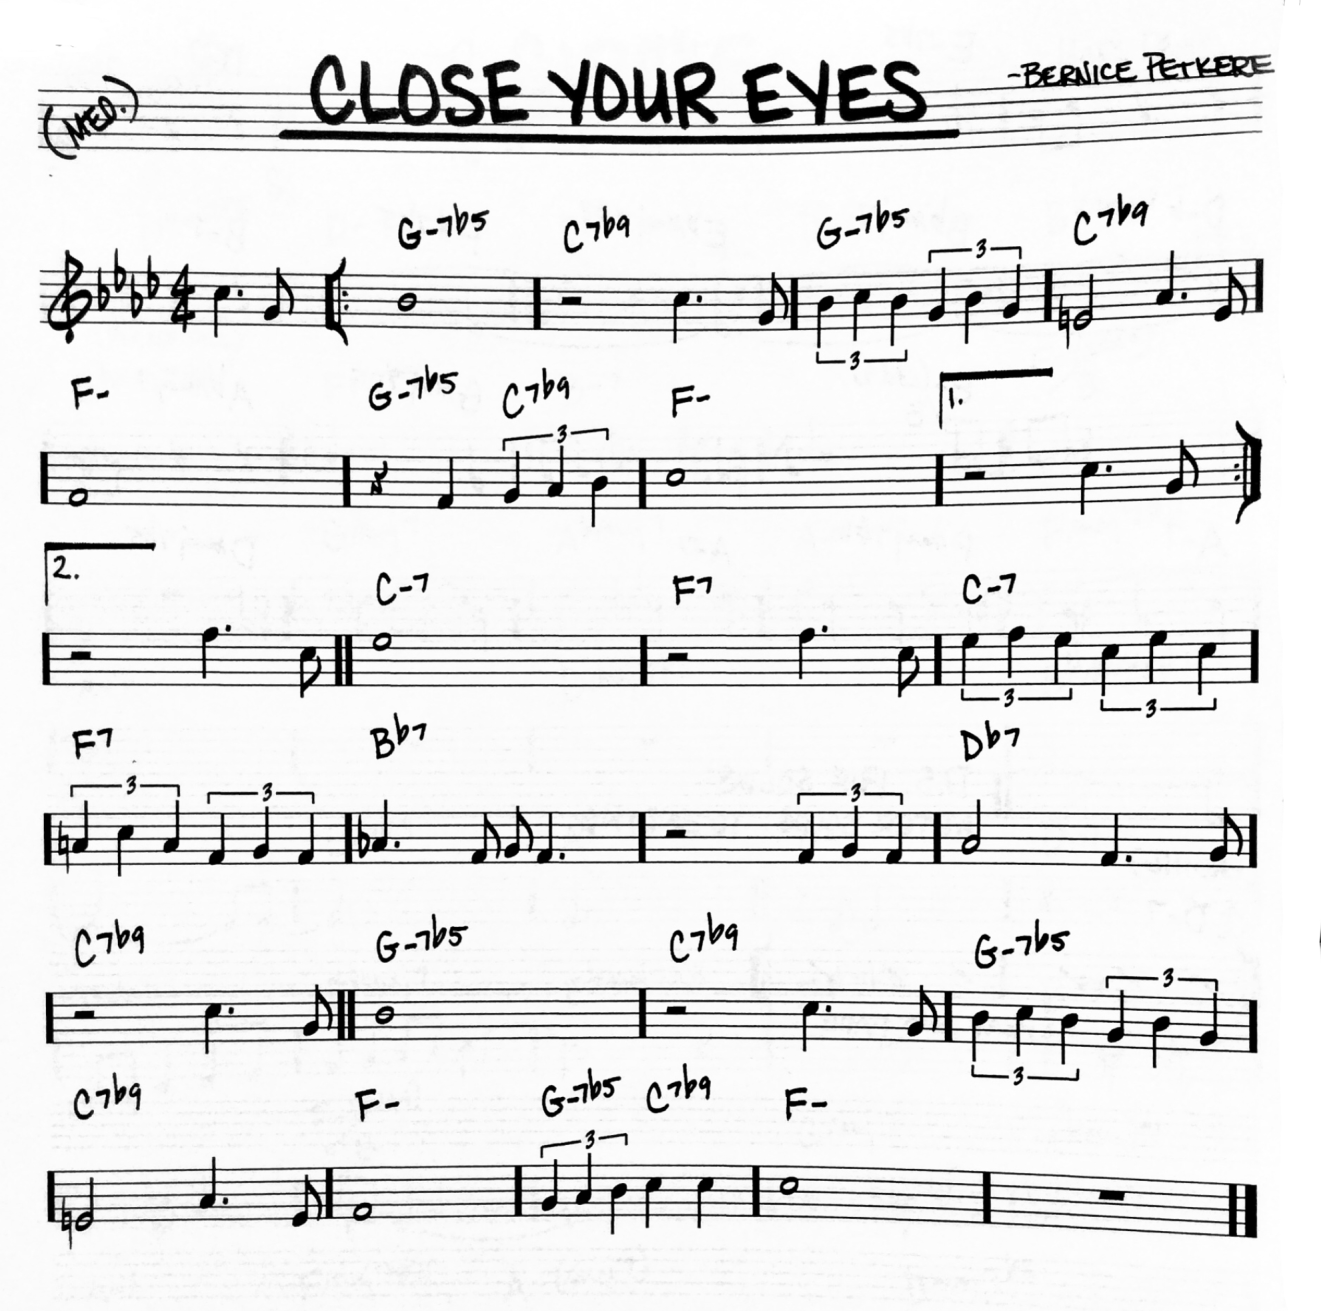 CLOSE YOUR EYES
-BERNICE PETKERE
(MED.)
G-7b5 C7b9 G-7b5 C7b9
4 3
4 3
F- G-7b5 C7b9 F- 1.
3
2. C-7 F7 C-7
3 3
F7 Bb7 Db7
3 3 3
C7b9 G-7b5 C7b9 G-7b5
3
3
C7b9 F- G-7b5 C7b9 F-
3